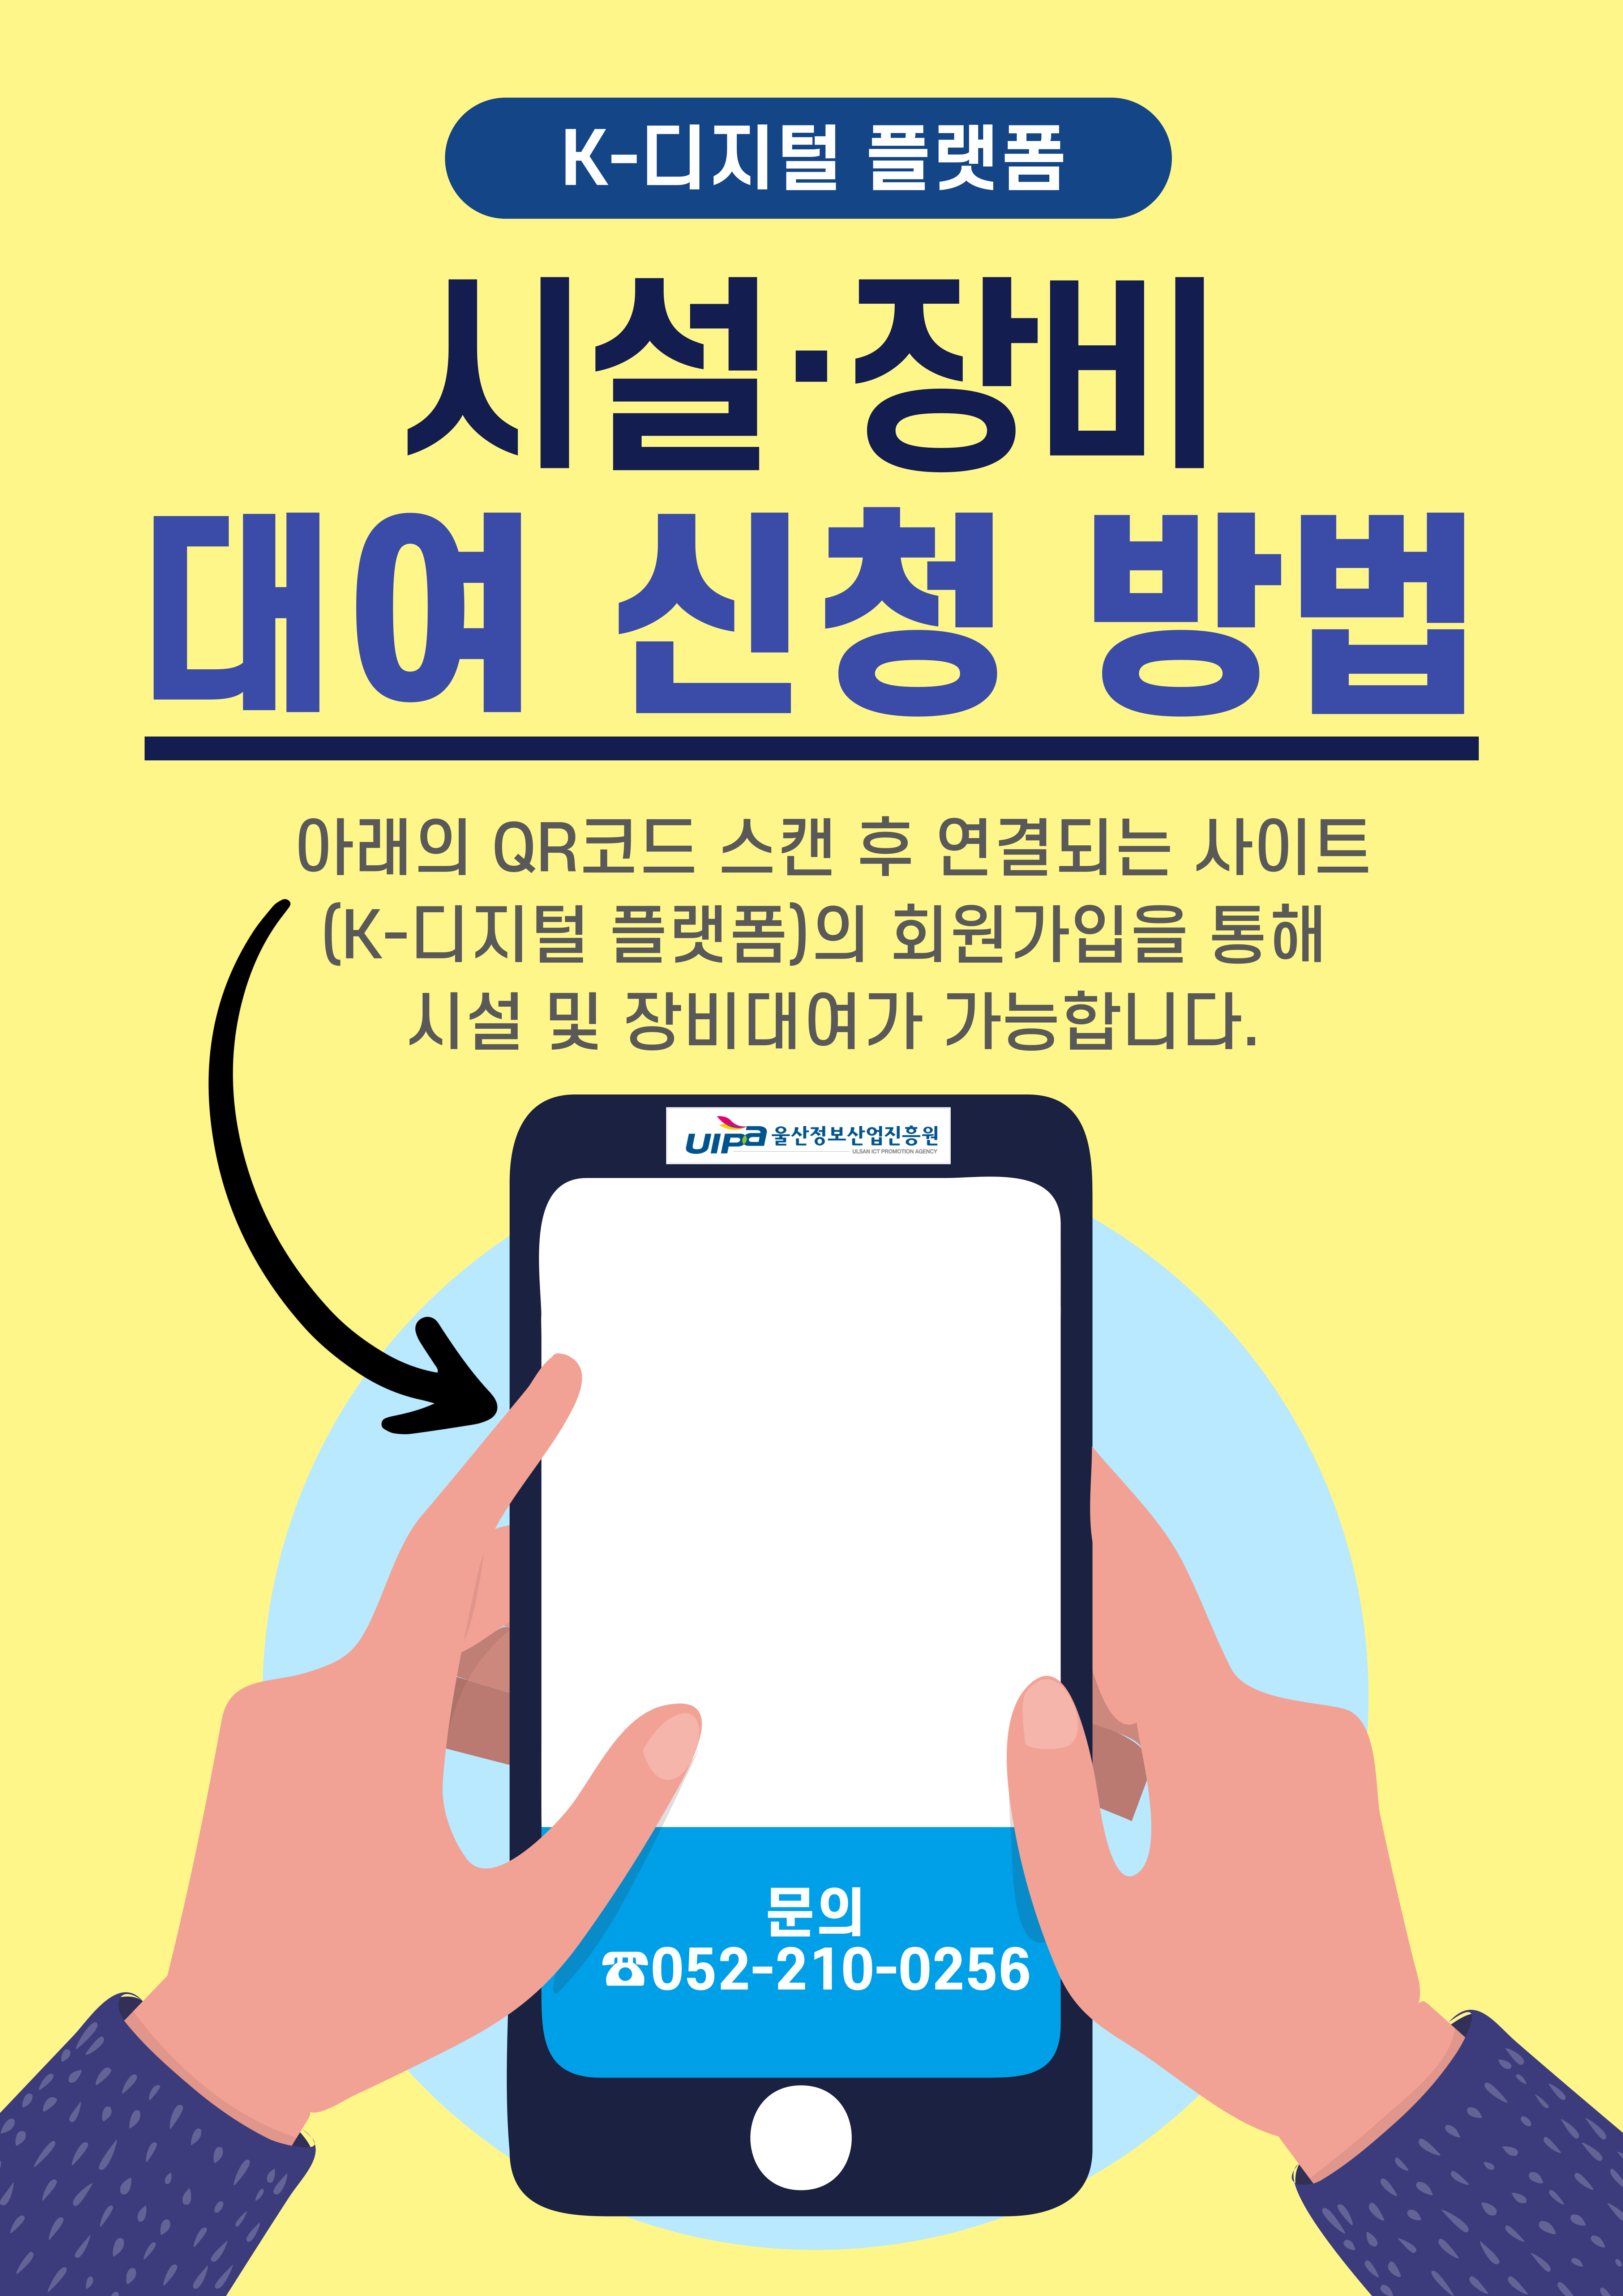 K-디지털 플랫폼
시설·장비
대여 신청 방법
아래의 QR코드 스캔 후 연결되는 사이트
(K-디지털 플랫폼)의 회원가입을 통해
시설 및 장비대여가 가능합니다.
UIPa 울산정보산업진흥원
ULSAN ICT PROMOTION AGENCY
문의
☎052-210-0256